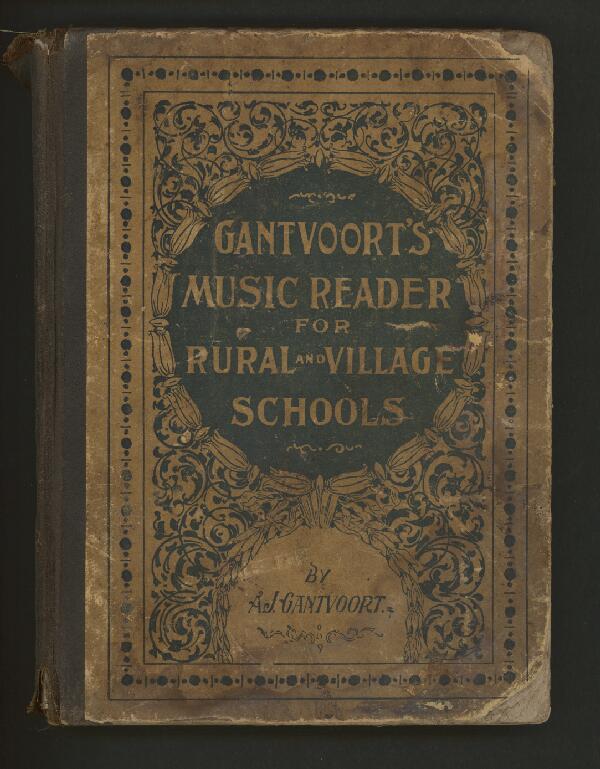 GANTVOORT'S
MUSIC READER
FOR
RURAL AND VILLAGE
SCHOOLS
BY
A.J. GANTVOORT.